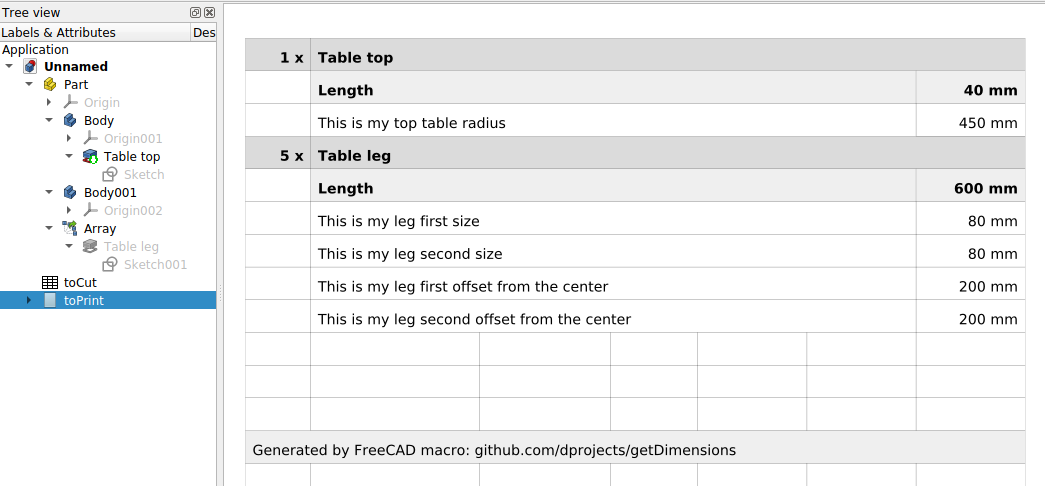 Tree view
Labels & Attributes Des
Application
Unnamed
Part
Origin
Body
Origin001
Table top
Sketch
Body001
Origin002
Array
Table leg
Sketch001
toCut
toPrint
1 x Table top
Length 40 mm
This is my top table radius 450 mm
5 x Table leg
Length 600 mm
This is my leg first size 80 mm
This is my leg second size 80 mm
This is my leg first offset from the center 200 mm
This is my leg second offset from the center 200 mm
Generated by FreeCAD macro: github.com/dprojects/getDimensions